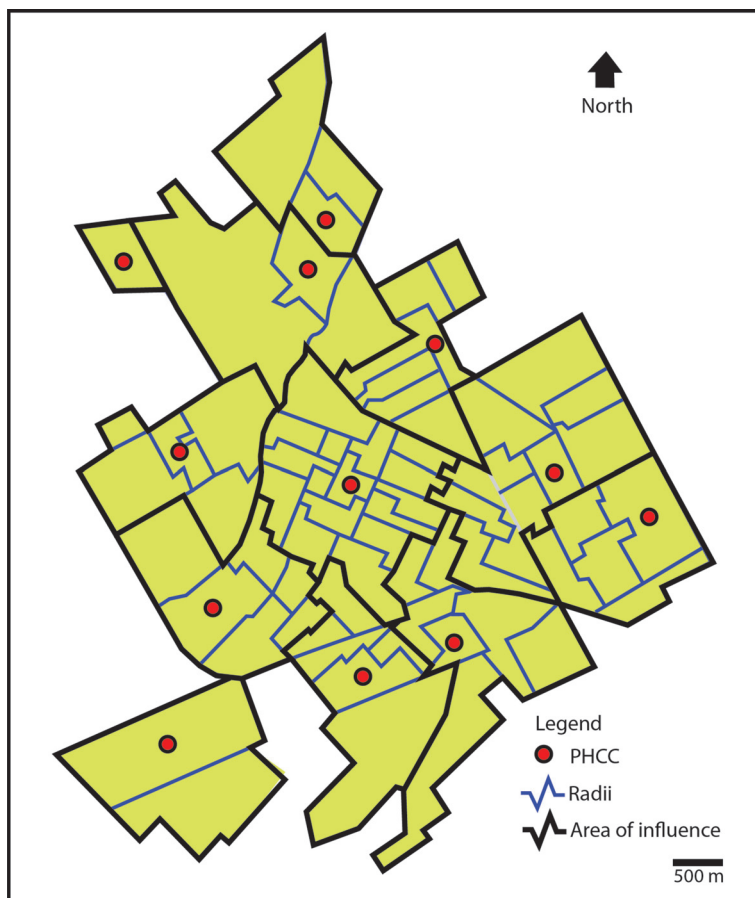 North
Legend
PHCC
Radii
Area of influence
500 m